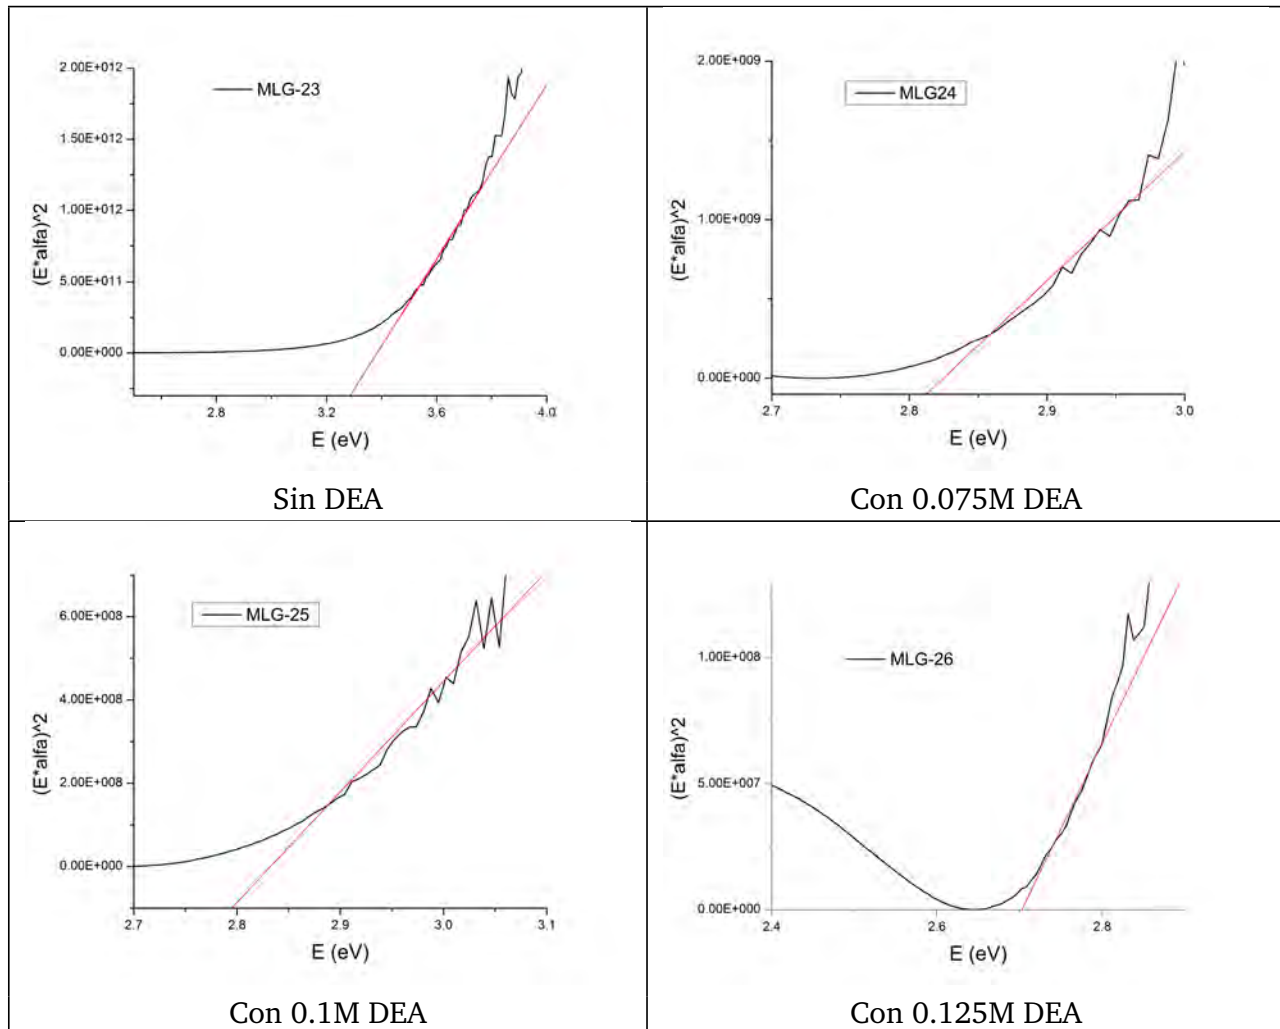 2.00E+012
MLG-23
1.50E+012
1.00E+012
5.00E+011
0.00E+000
(E*alfa)^2
2.8 3.2 3.6 4.0
E (eV)
Sin DEA
2.00E+009
MLG24
1.00E+009
0.00E+000
(E*alfa)^2
2.7 2.8 2.9 3.0
E (eV)
Con 0.075M DEA
6.00E+008
MLG-25
4.00E+008
2.00E+008
0.00E+000
(E*alfa)^2
2.7 2.8 2.9 3.0 3.1
E (eV)
Con 0.1M DEA
1.00E+008
MLG-26
5.00E+007
0.00E+000
(E*alfa)^2
2.4 2.6 2.8
E (eV)
Con 0.125M DEA